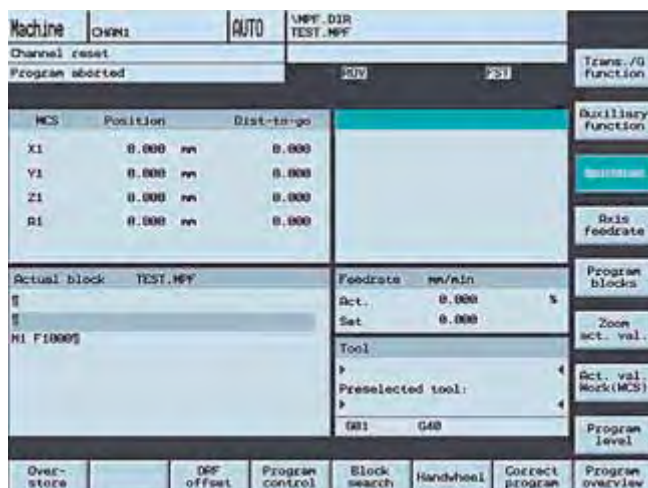 Machine CHAN1 AUTO \MPF.DIR
TEST.MPF
Channel reset
Program aborted ROV FST
Trans./G
function
Auxiliary
function
Spindles
Axis
feedrate
Program
blocks
Zoom
act. val.
Act. val.
Work(MCS)
Program
level
MCS Position Dist-to-go
X1 0.000 mm 0.000
Y1 0.000 mm 0.000
Z1 0.000 mm 0.000
A1 0.000 mm 0.000
Actual block TEST.MPF
¶
¶
N1 F1000¶
Feedrate mm/min
Act. 0.000 %
Set 0.000
Tool
Preselected tool:
G01 G40
Over-
store
DRF
offset
Program
control
Block
search
Handwheel
Correct
program
Program
overview